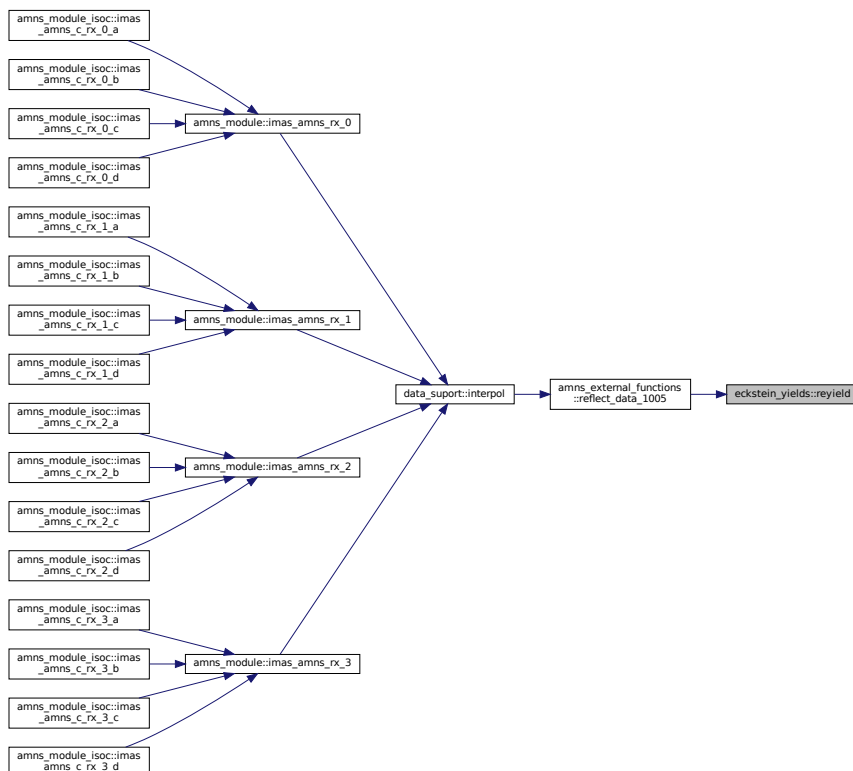 amns_module_isoc::imas
_amns_c_rx_0_a
amns_module_isoc::imas
_amns_c_rx_0_b
amns_module_isoc::imas
_amns_c_rx_0_c
amns_module_isoc::imas
_amns_c_rx_0_d
amns_module::imas_amns_rx_0
amns_module_isoc::imas
_amns_c_rx_1_a
amns_module_isoc::imas
_amns_c_rx_1_b
amns_module_isoc::imas
_amns_c_rx_1_c
amns_module_isoc::imas
_amns_c_rx_1_d
amns_module::imas_amns_rx_1
amns_module_isoc::imas
_amns_c_rx_2_a
amns_module_isoc::imas
_amns_c_rx_2_b
amns_module_isoc::imas
_amns_c_rx_2_c
amns_module_isoc::imas
_amns_c_rx_2_d
amns_module::imas_amns_rx_2
amns_module_isoc::imas
_amns_c_rx_3_a
amns_module_isoc::imas
_amns_c_rx_3_b
amns_module_isoc::imas
_amns_c_rx_3_c
amns_module_isoc::imas
_amns_c_rx_3_d
amns_module::imas_amns_rx_3
data_suport::interpol
amns_external_functions
::reflect_data_1005
eckstein_yields::reyield